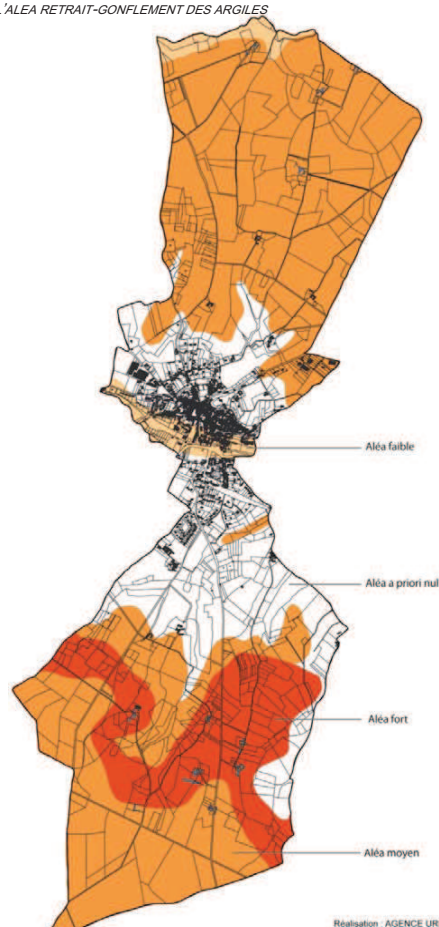 L'ALEA RETRAIT-GONFLEMENT DES ARGILES
Aléa faible
Aléa a priori nul
Aléa fort
Aléa moyen
Réalisation : AGENCE UR